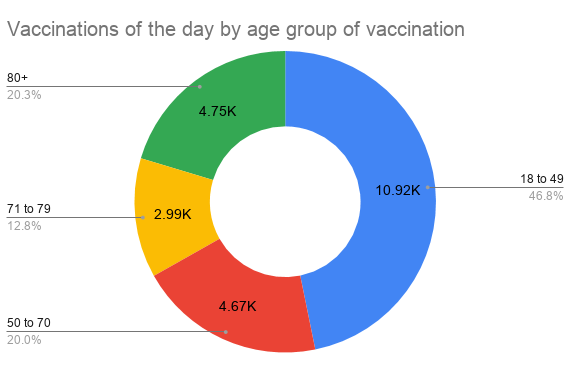 Vaccinations of the day by age group of vaccination
80+
20.3%
4.75K
18 to 49
46.8%
10.92K
71 to 79
12.8%
2.99K
4.67K
50 to 70
20.0%